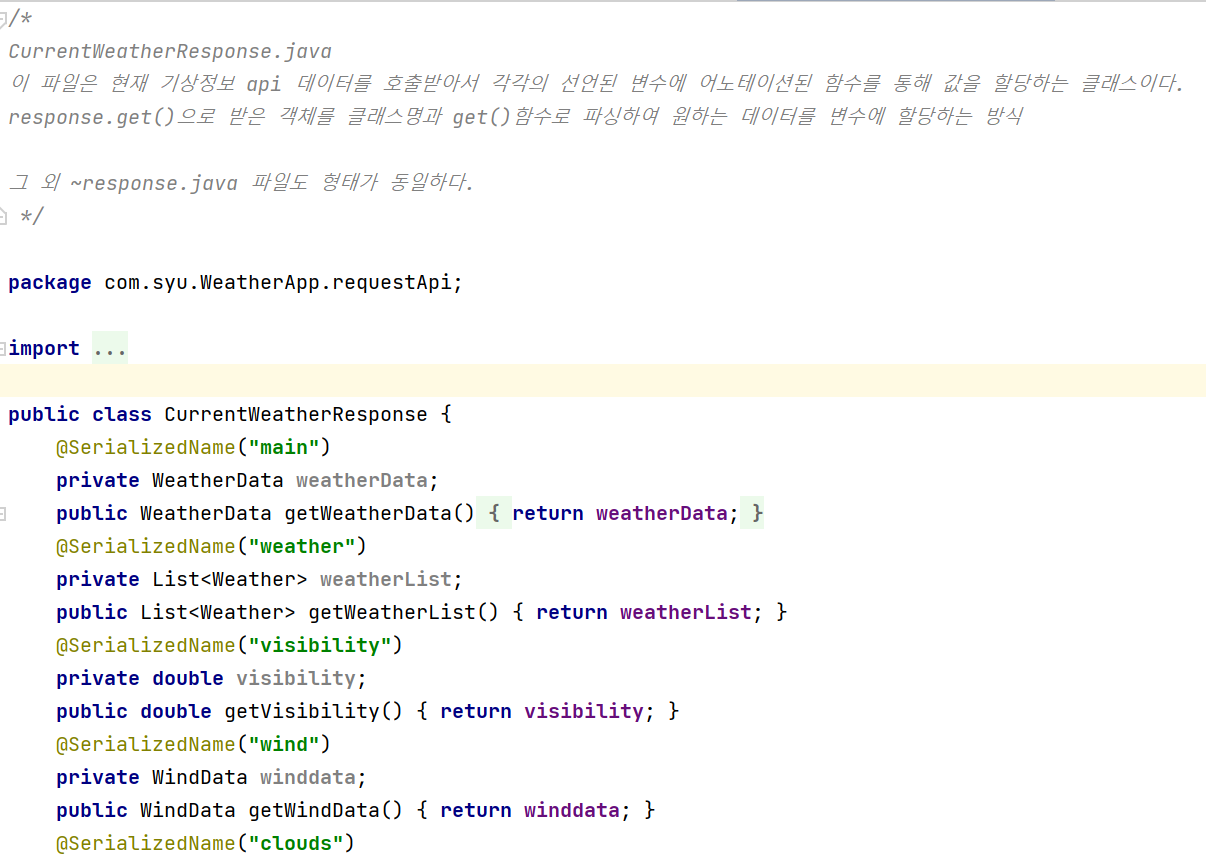 /*
CurrentWeatherResponse.java
이 파일은 현재 기상정보 api 데이터를 호출받아서 각각의 선언된 변수에 어노테이션된 함수를 통해 값을 할당하는 클래스이다.
response.get()으로 받은 객체를 클래스명과 get()함수로 파싱하여 원하는 데이터를 변수에 할당하는 방식
그 외 ~response.java 파일도 형태가 동일하다.
*/
package com.syu.WeatherApp.requestApi;
import ...
public class CurrentWeatherResponse {
@SerializedName("main")
private WeatherData weatherData;
public WeatherData getWeatherData() { return weatherData; }
@SerializedName("weather")
private List<Weather> weatherList;
public List<Weather> getWeatherList() { return weatherList; }
@SerializedName("visibility")
private double visibility;
public double getVisibility() { return visibility; }
@SerializedName("wind")
private WindData winddata;
public WindData getWindData() { return winddata; }
@SerializedName("clouds")